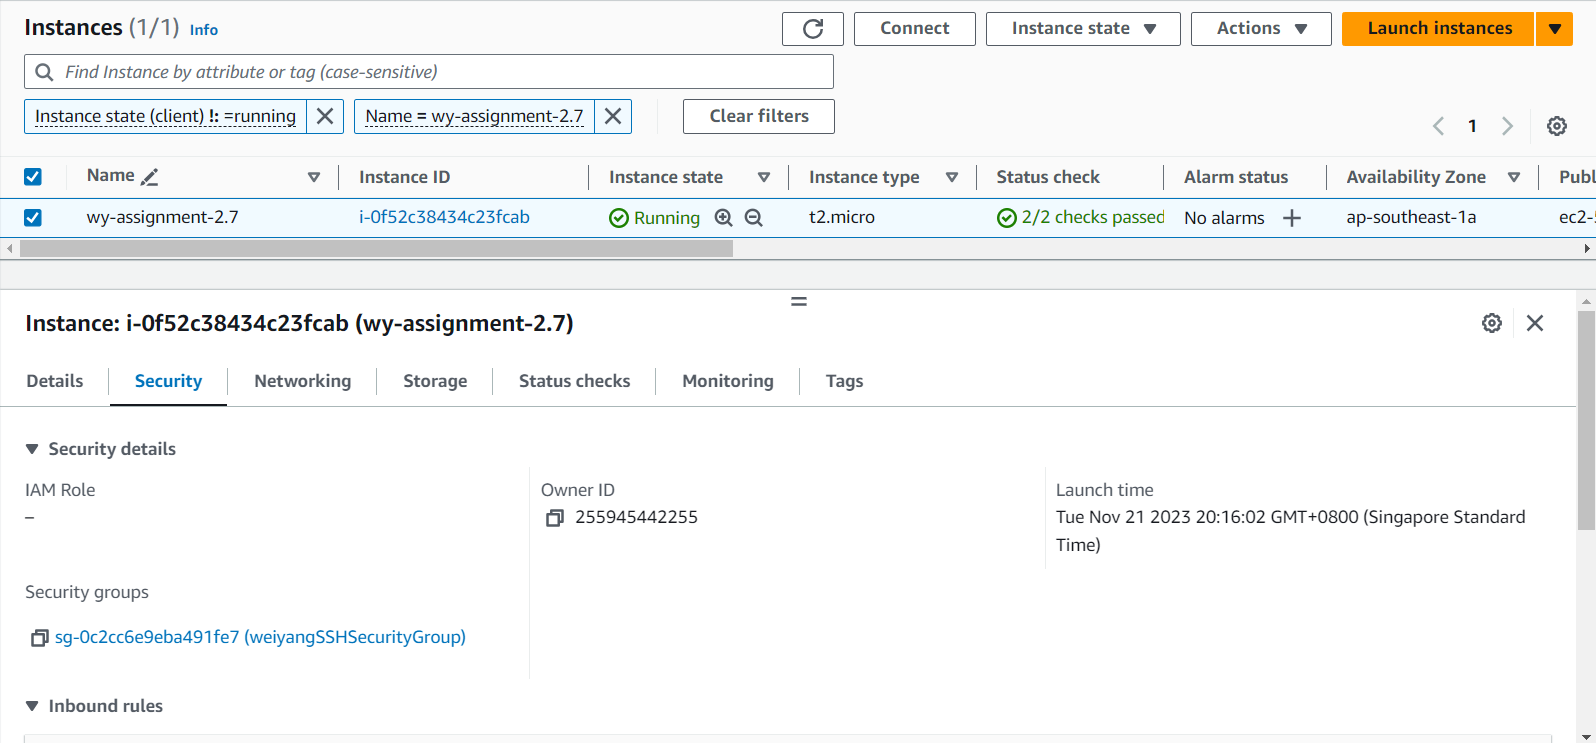 Instances (1/1) Info
Connect Instance state Actions Launch instances
Find Instance by attribute or tag (case-sensitive)
Instance state (client) !: =running Name = wy-assignment-2.7 Clear filters
1
Name Instance ID Instance state Instance type Status check Alarm status Availability Zone Publ
wy-assignment-2.7 i-0f52c38434c23fcab Running t2.micro 2/2 checks passed No alarms ap-southeast-1a ec2-
Instance: i-0f52c38434c23fcab (wy-assignment-2.7)
Details Security Networking Storage Status checks Monitoring Tags
Security details
IAM Role Owner ID Launch time
– 255945442255 Tue Nov 21 2023 20:16:02 GMT+0800 (Singapore Standard
Time)
Security groups
sg-0c2cc6e9eba491fe7 (weiyangSSHSecurityGroup)
Inbound rules